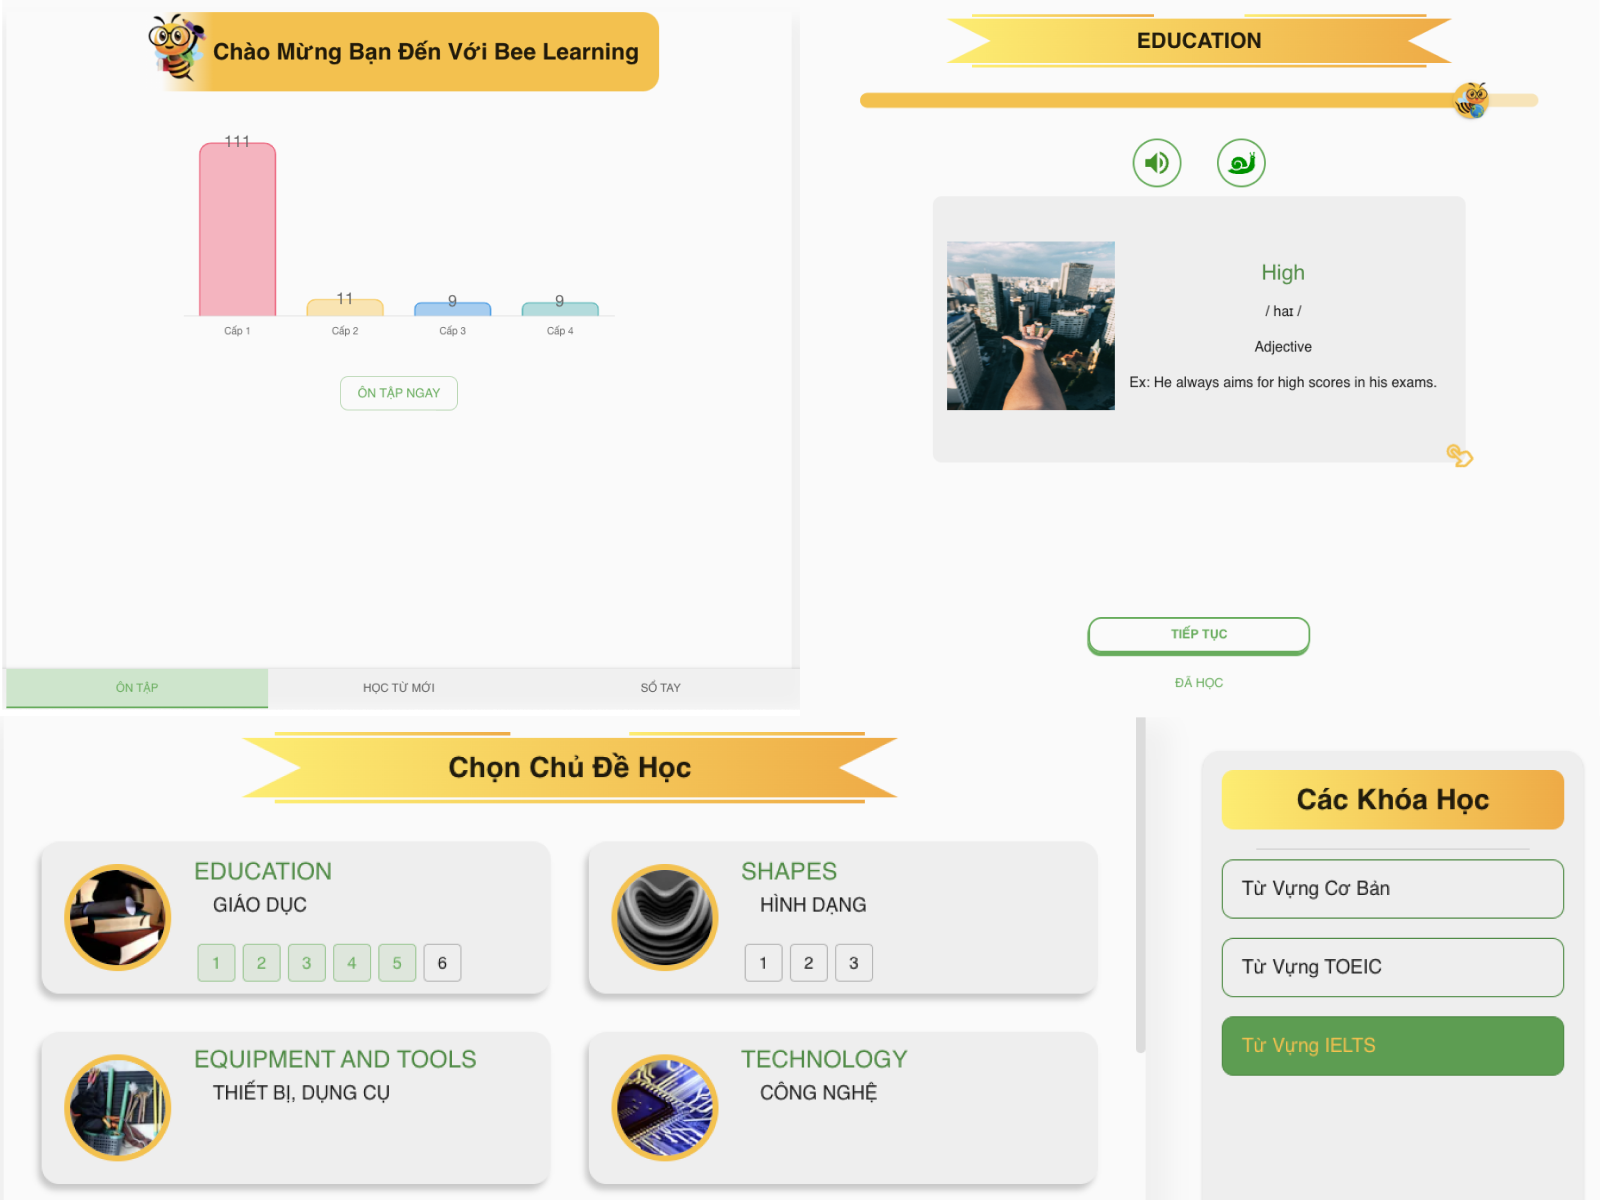 Chào Mừng Bạn Đến Với Bee Learning
111
11
9
9
Cấp 1
Cấp 2
Cấp 3
Cấp 4
ÔN TẬP NGAY
ÔN TẬP
HỌC TỪ MỚI
SỔ TAY
EDUCATION
High
/ haɪ /
Adjective
Ex: He always aims for high scores in his exams.
TIẾP TỤC
ĐÃ HỌC
Chọn Chủ Đề Học
EDUCATION
GIÁO DỤC
1 2 3 4 5 6
SHAPES
HÌNH DẠNG
1 2 3
EQUIPMENT AND TOOLS
THIẾT BỊ, DỤNG CỤ
TECHNOLOGY
CÔNG NGHỆ
Các Khóa Học
Từ Vựng Cơ Bản
Từ Vựng TOEIC
Từ Vựng IELTS